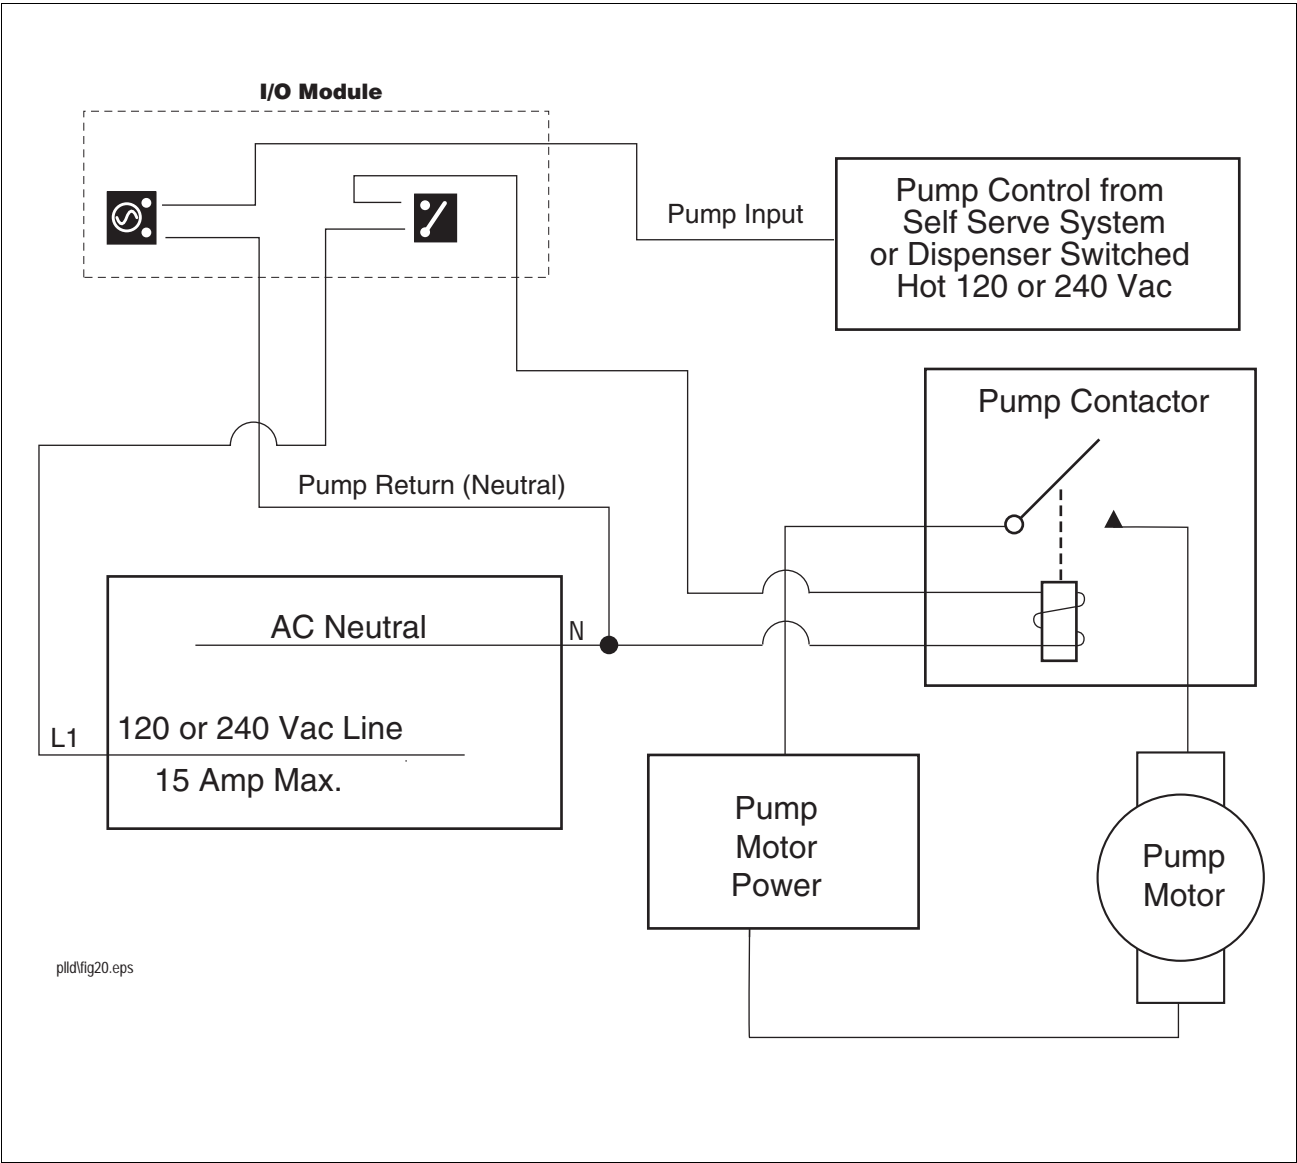 I/O Module
Pump Input
Pump Control from
Self Serve System
or Dispenser Switched
Hot 120 or 240 Vac
Pump Contactor
Pump Return (Neutral)
AC Neutral
N
L1
120 or 240 Vac Line
15 Amp Max.
Pump
Motor
Power
Pump
Motor
plld\fig20.eps